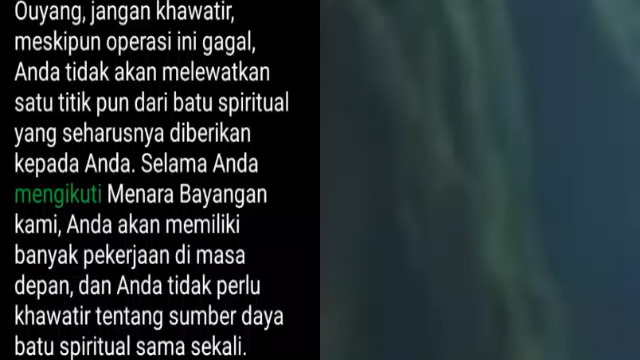 Ouyang, jangan khawatir,
meskipun operasi ini gagal,
Anda tidak akan melewatkan
satu titik pun dari batu spiritual
yang seharusnya diberikan
kepada Anda. Selama Anda
mengikuti Menara Bayangan
kami, Anda akan memiliki
banyak pekerjaan di masa
depan, dan Anda tidak perlu
khawatir tentang sumber daya
batu spiritual sama sekali.